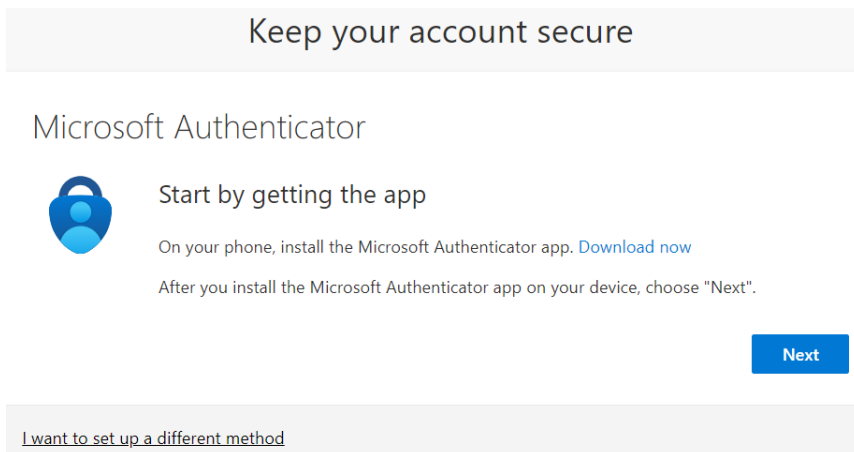 Keep your account secure
Microsoft Authenticator
Start by getting the app
On your phone, install the Microsoft Authenticator app. Download now
After you install the Microsoft Authenticator app on your device, choose "Next".
Next
I want to set up a different method